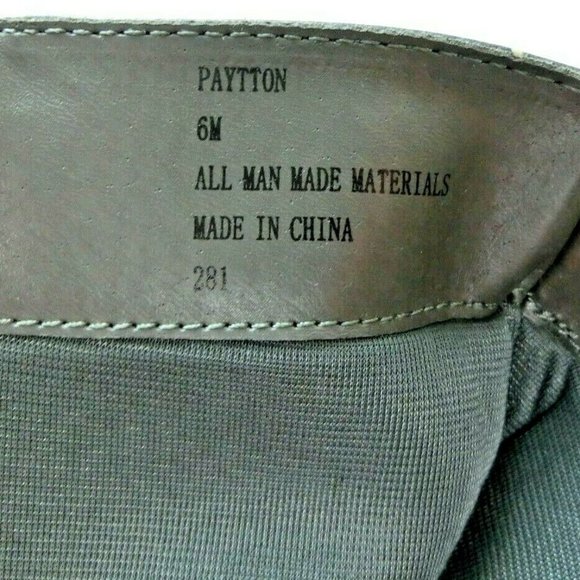 PAYTTON
6M
ALL MAN MADE MATERIALS
MADE IN CHINA
281